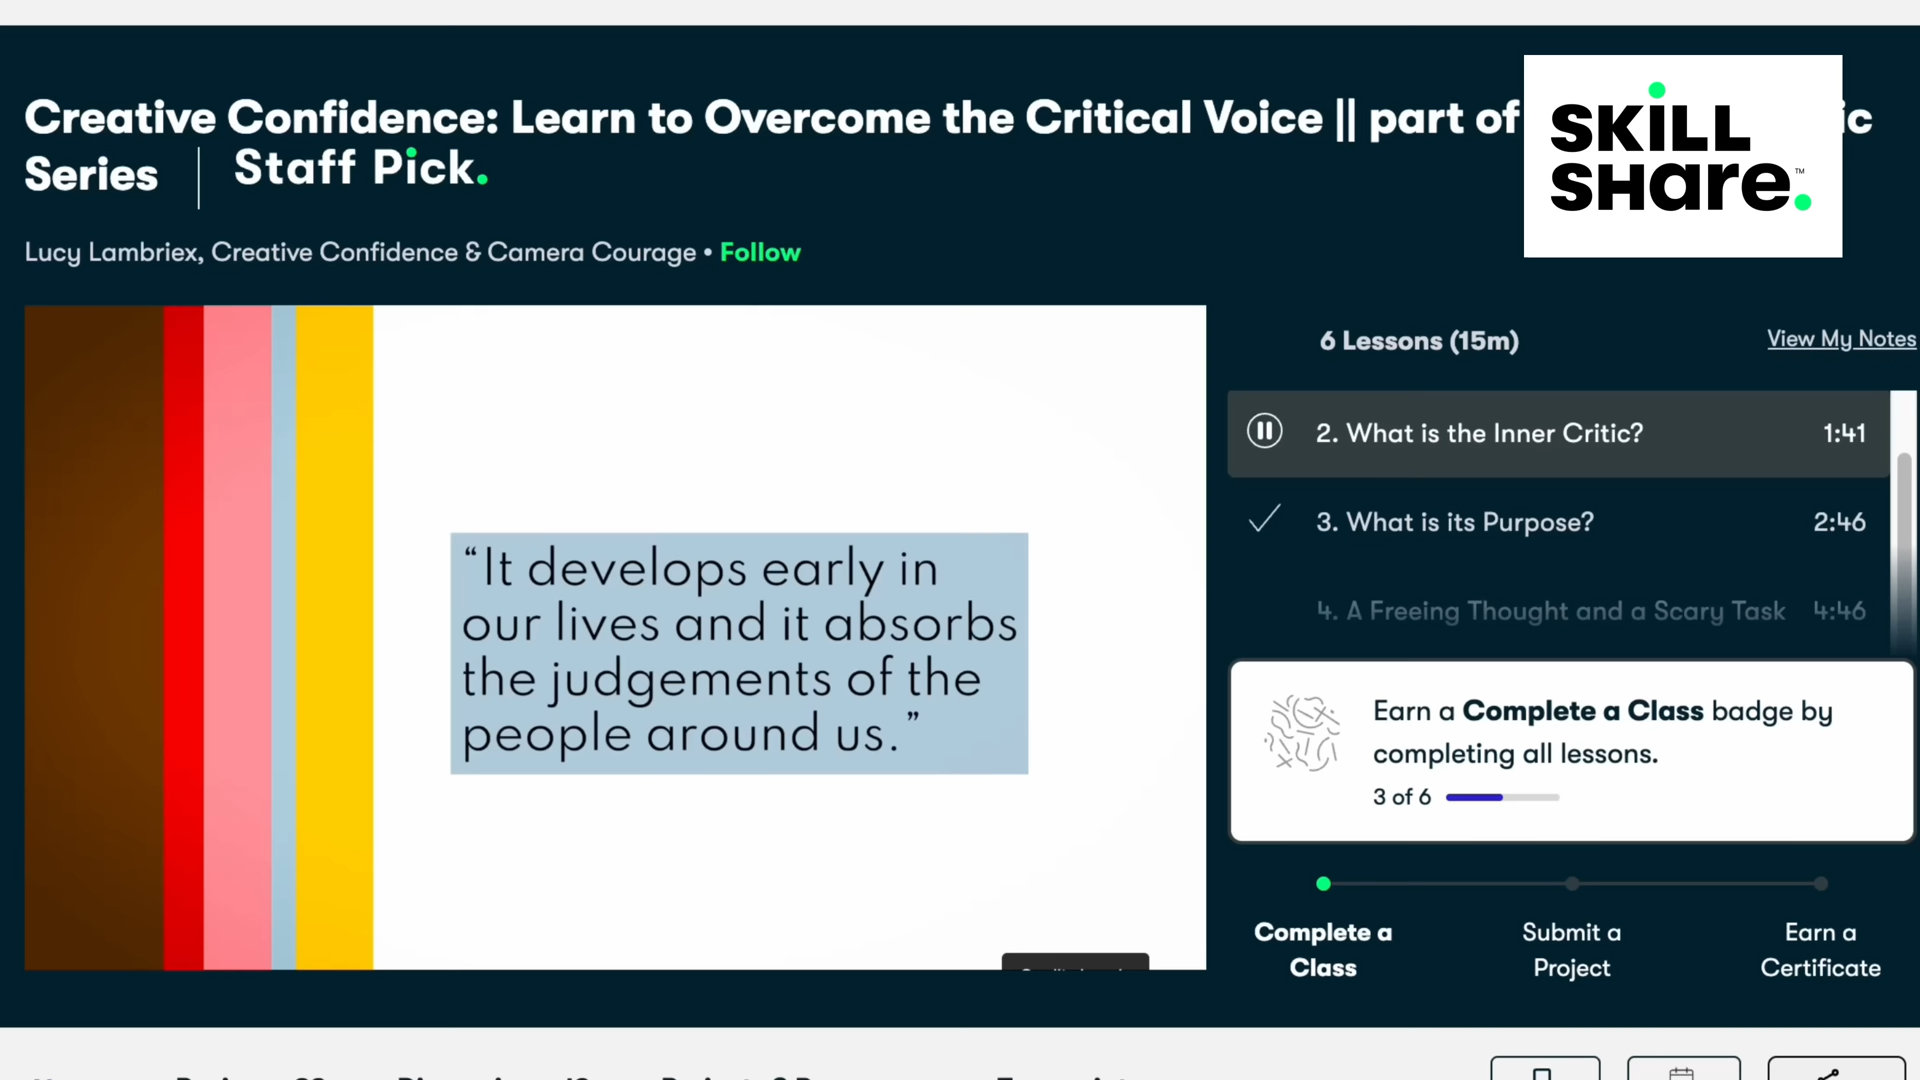 Creative Confidence: Learn to Overcome the Critical Voice || part of
ic
Series
Staff Pick.
SKILL
SHare.
™
Lucy Lambriex, Creative Confidence & Camera Courage • Follow
“It develops early in
our lives and it absorbs
the judgements of the
people around us.”
6 Lessons (15m)
View My Notes
2. What is the Inner Critic?
1:41
3. What is its Purpose?
2:46
4. A Freeing Thought and a Scary Task
4:46
Earn a Complete a Class badge by
completing all lessons.
3 of 6
Complete a
Class
Submit a
Project
Earn a
Certificate